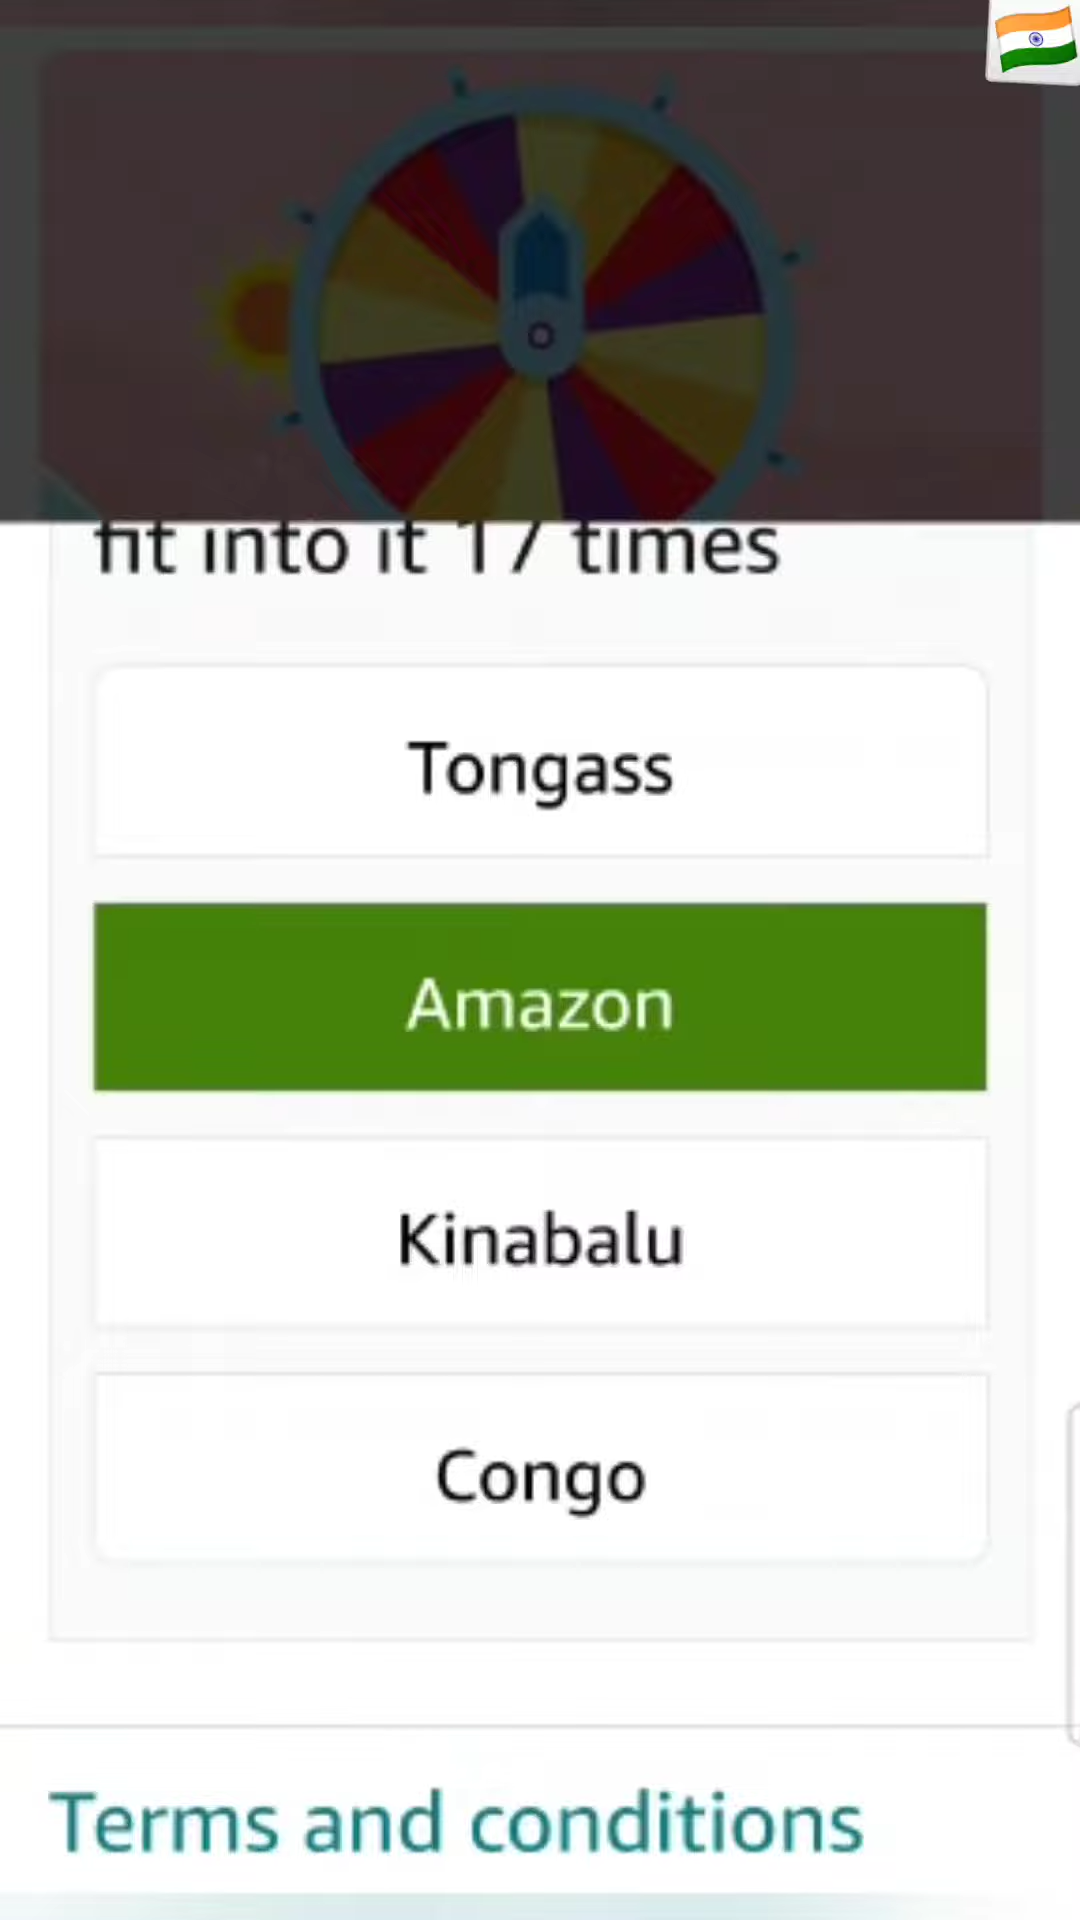 fit into it 17 times
Tongass
Amazon
Kinabalu
Congo
Terms and conditions